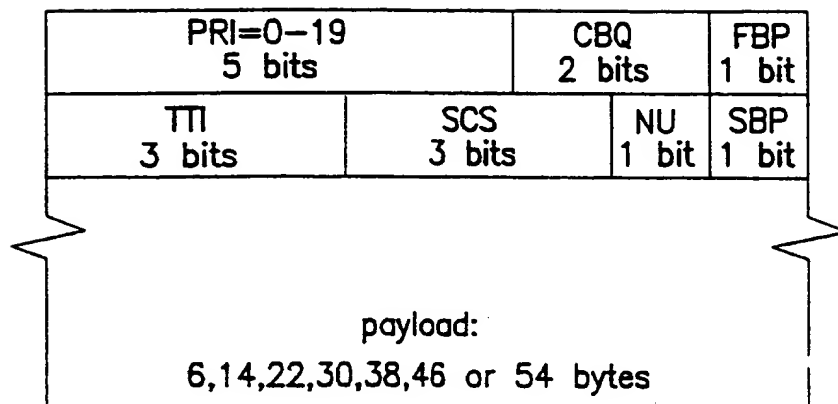 PRI=0-19 CBQ FBP
5 bits 2 bits 1 bit
TTI SCS NU SBP
3 bits 3 bits 1 bit 1 bit
payload:
6,14,22,30,38,46 or 54 bytes